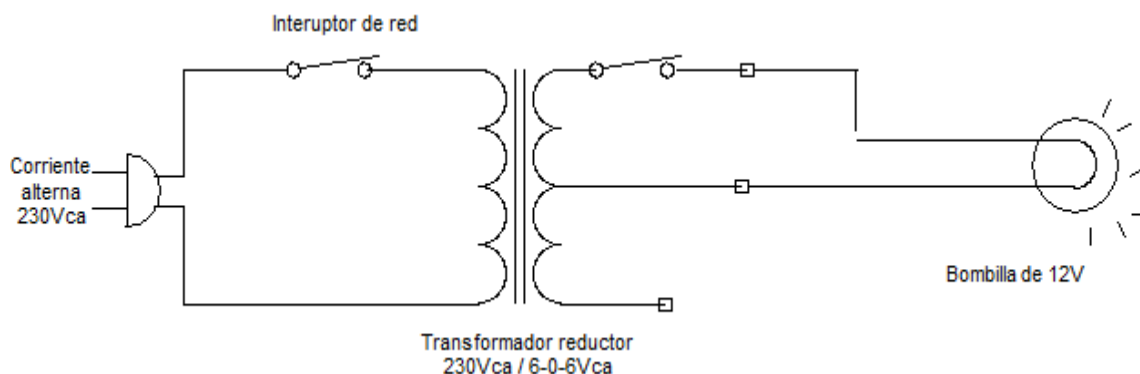 Interuptor de red
Corriente
alterna
230Vca
Bombilla de 12V
Transformador reductor
230Vca / 6-0-6Vca